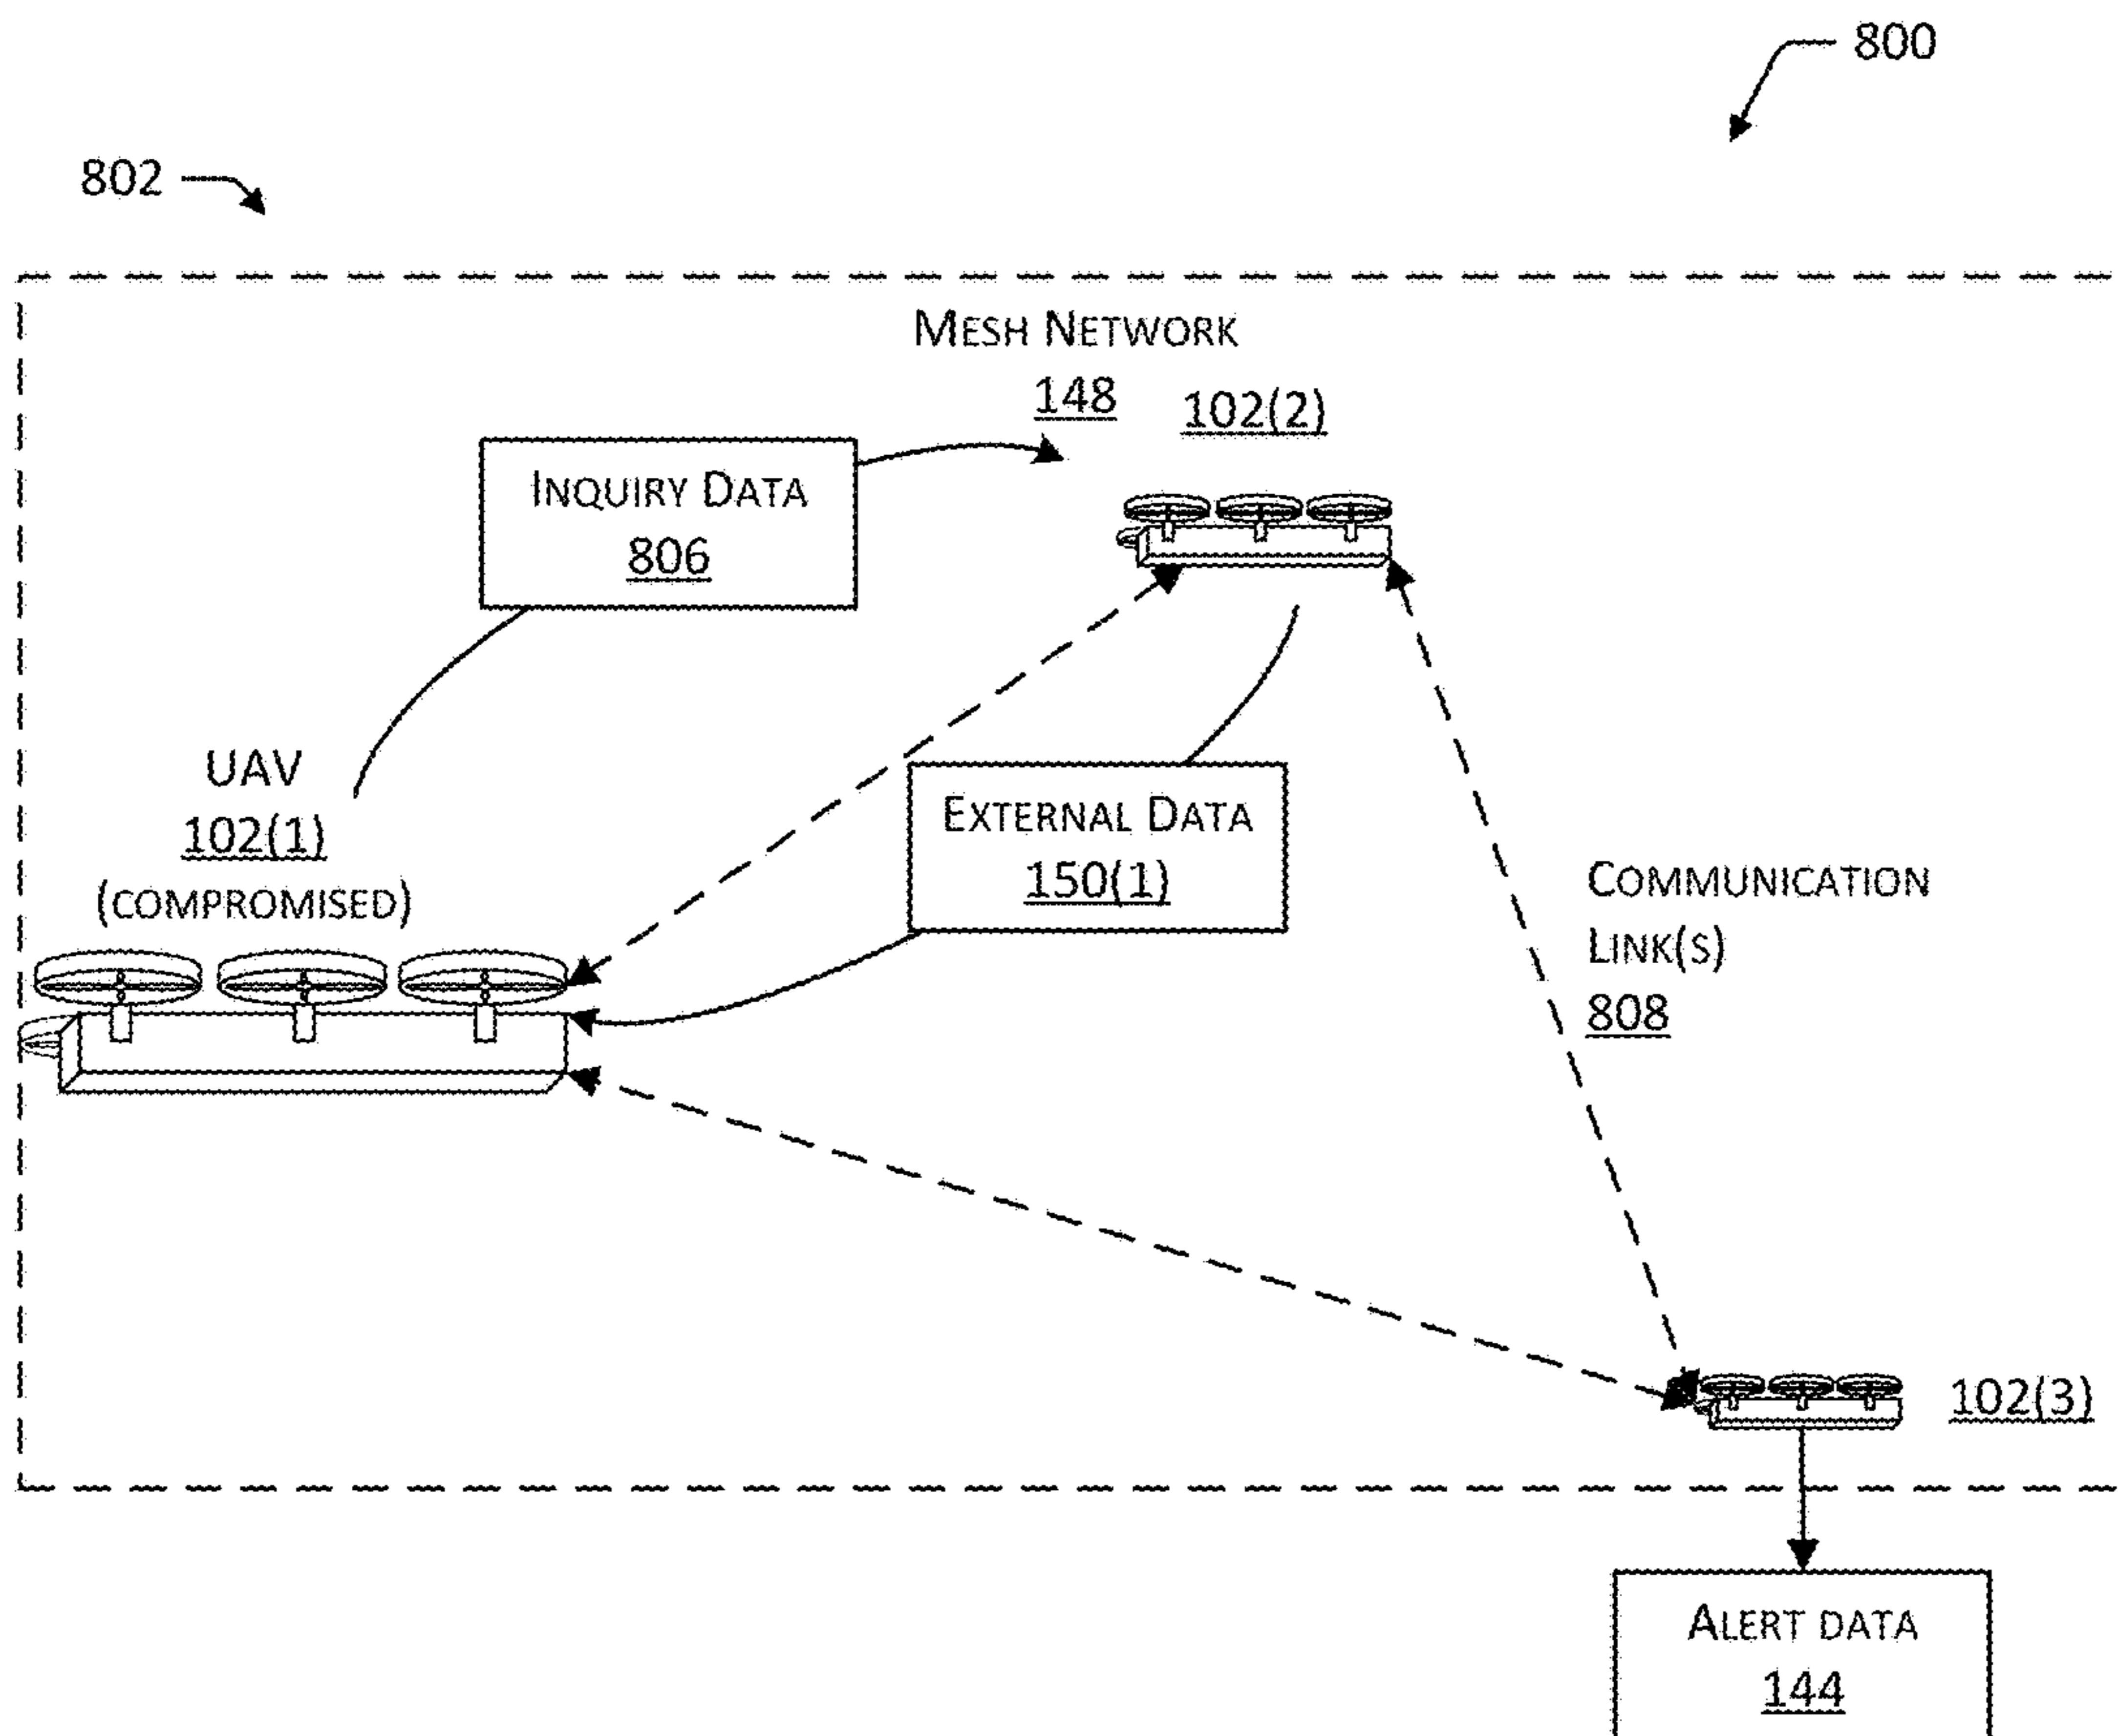 800
802
MESH NETWORK
148
102(2)
INQUIRY DATA
806
UAV
102(1)
(COMPROMISED)
EXTERNAL DATA
150(1)
COMMUNICATION
LINK(S)
808
102(3)
ALERT DATA
144